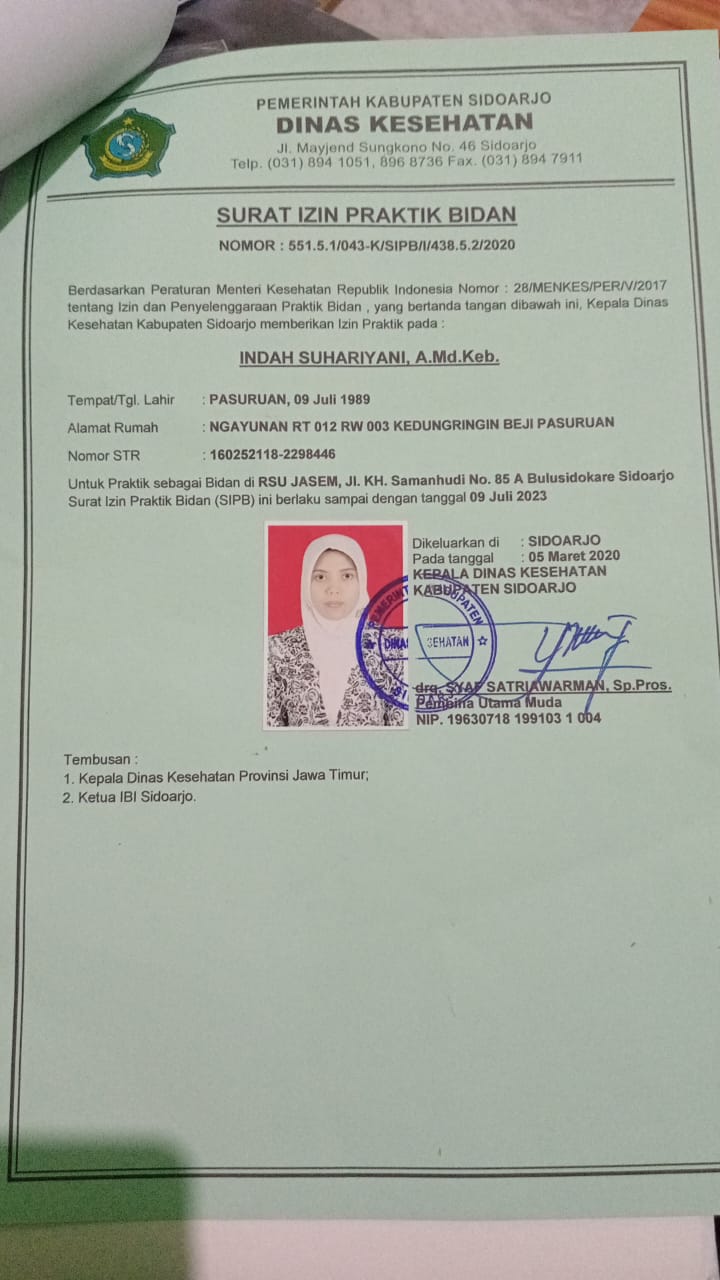 PEMERINTAH KABUPATEN SIDOARJO
DINAS KESEHATAN
Jl. Mayjend Sungkono No. 46 Sidoarjo
Telp. (031) 894 1051, 896 8736 Fax. (031) 894 7911
SURAT IZIN PRAKTIK BIDAN
NOMOR : 551.5.1/043-K/SIPB/I/438.5.2/2020
Berdasarkan Peraturan Menteri Kesehatan Republik Indonesia Nomor : 28/MENKES/PER/V/2017
tentang Izin dan Penyelenggaraan Praktik Bidan , yang bertanda tangan dibawah ini, Kepala Dinas
Kesehatan Kabupaten Sidoarjo memberikan Izin Praktik pada :
INDAH SUHARIYANI, A.Md.Keb.
Tempat/Tgl. Lahir : PASURUAN, 09 Juli 1989
Alamat Rumah : NGAYUNAN RT 012 RW 003 KEDUNGRINGIN BEJI PASURUAN
Nomor STR : 160252118-2298446
Untuk Praktik sebagai Bidan di RSU JASEM, Jl. KH. Samanhudi No. 85 A Bulusidokare Sidoarjo
Surat Izin Praktik Bidan (SIPB) ini berlaku sampai dengan tanggal 09 Juli 2023
Dikeluarkan di : SIDOARJO
Pada tanggal : 05 Maret 2020
KEPALA DINAS KESEHATAN
KABUPATEN SIDOARJO
drg. SYAF SATRIAWARMAN, Sp.Pros.
Pembina Utama Muda
NIP. 19630718 199103 1 004
Tembusan :
1. Kepala Dinas Kesehatan Provinsi Jawa Timur;
2. Ketua IBI Sidoarjo.